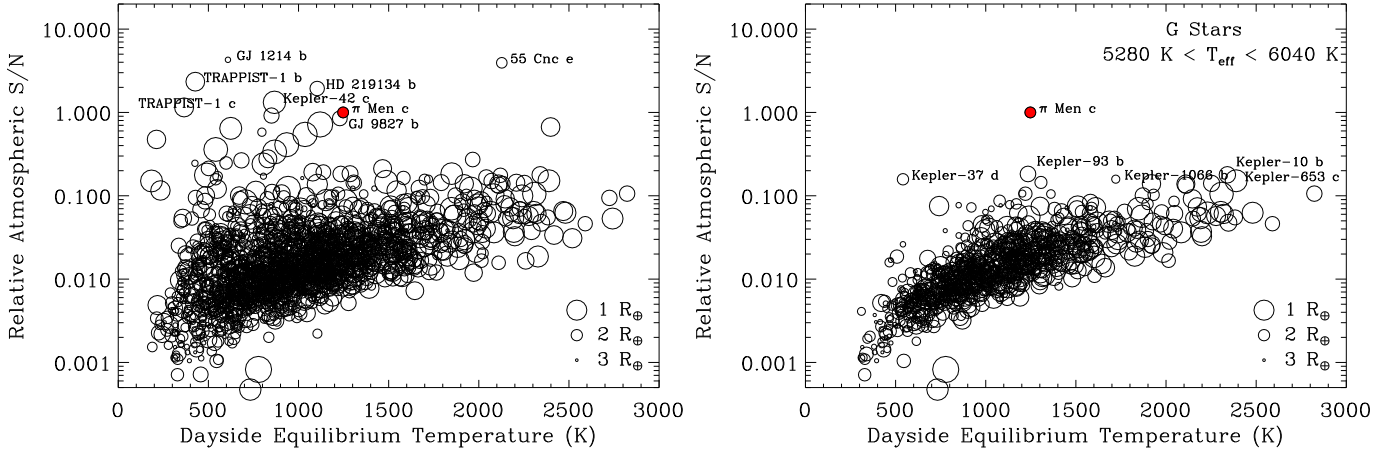 Relative Atmospheric S/N
10.000
1.000
0.100
0.010
0.001
GJ 1214 b
55 Cnc e
TRAPPIST-1 b
HD 219134 b
TRAPPIST-1 c
Kepler-42 c
π Men c
GJ 9827 b
1 R⊕
2 R⊕
3 R⊕
0 500 1000 1500 2000 2500 3000
Dayside Equilibrium Temperature (K)
Relative Atmospheric S/N
10.000
1.000
0.100
0.010
0.001
G Stars
5280 K < Teff < 6040 K
π Men c
Kepler-93 b
Kepler-10 b
Kepler-37 d
Kepler-1066 b
Kepler-653 c
1 R⊕
2 R⊕
3 R⊕
0 500 1000 1500 2000 2500 3000
Dayside Equilibrium Temperature (K)